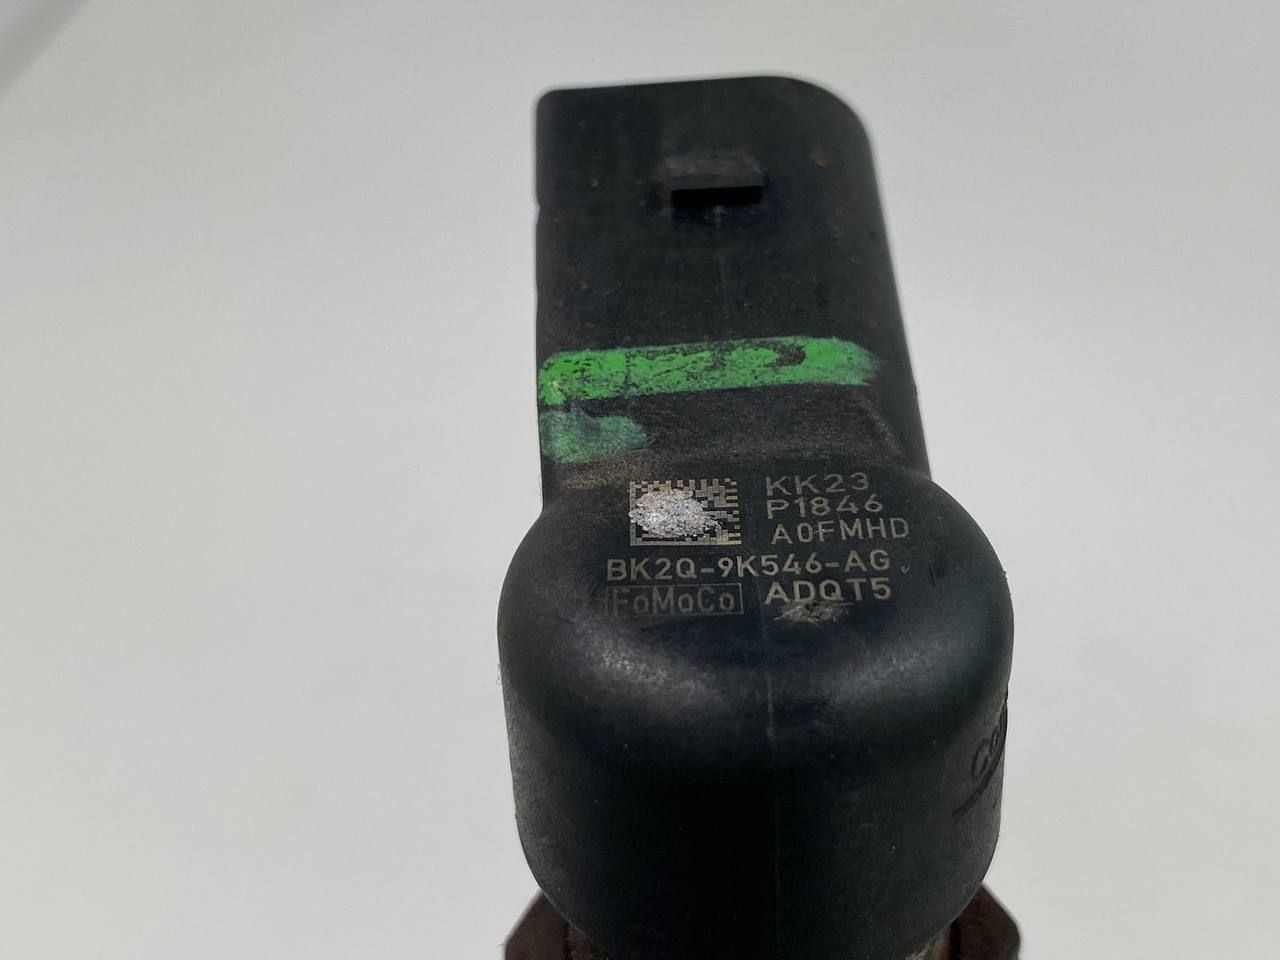 KK23
P1846
A0FMHD
BK2Q-9K546-AG
FoMoCo ADQT5